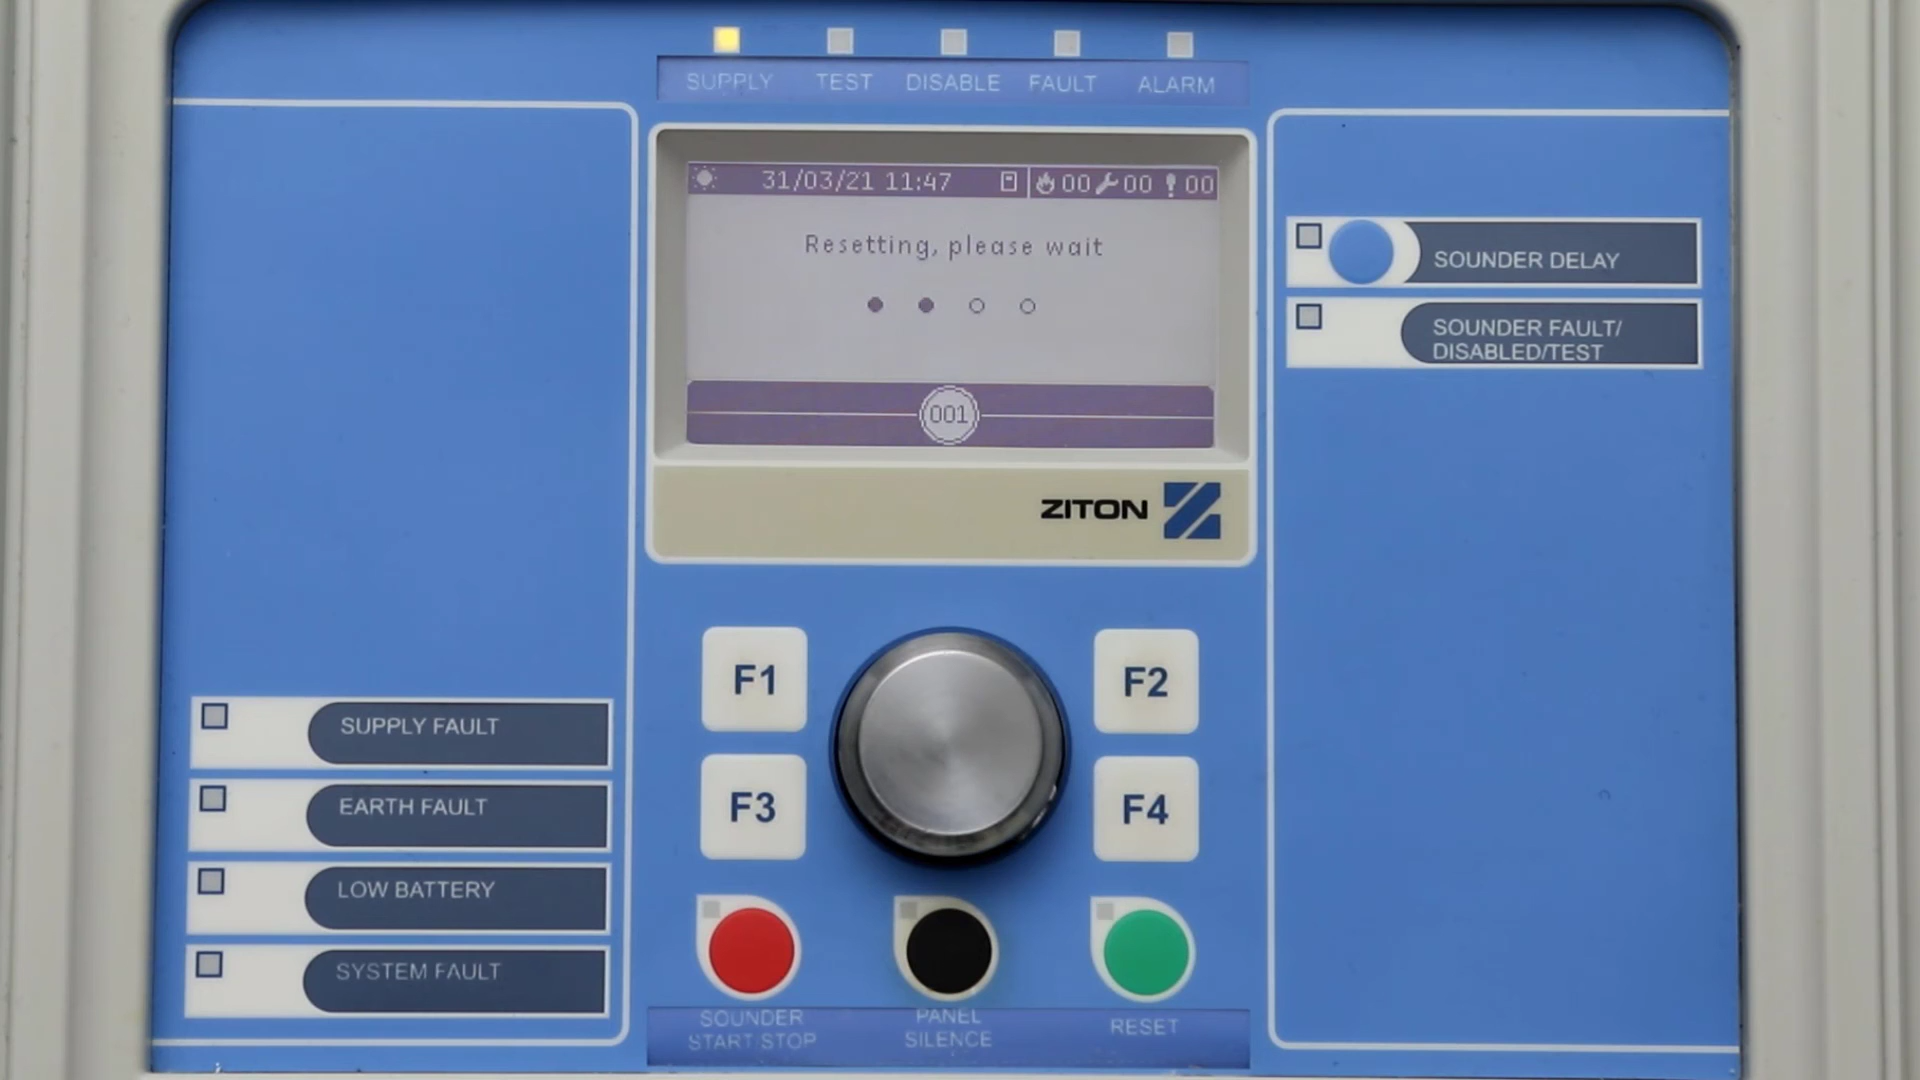 SUPPLY TEST DISABLE FAULT ALARM
31/03/21 11:47 00 00 00
Resetting, please wait
001
ZITON
SOUNDER DELAY
SOUNDER FAULT/
DISABLED/TEST
F1 F2
F3 F4
SUPPLY FAULT
EARTH FAULT
LOW BATTERY
SYSTEM FAULT
SOUNDER
START/STOP
PANEL
SILENCE
RESET